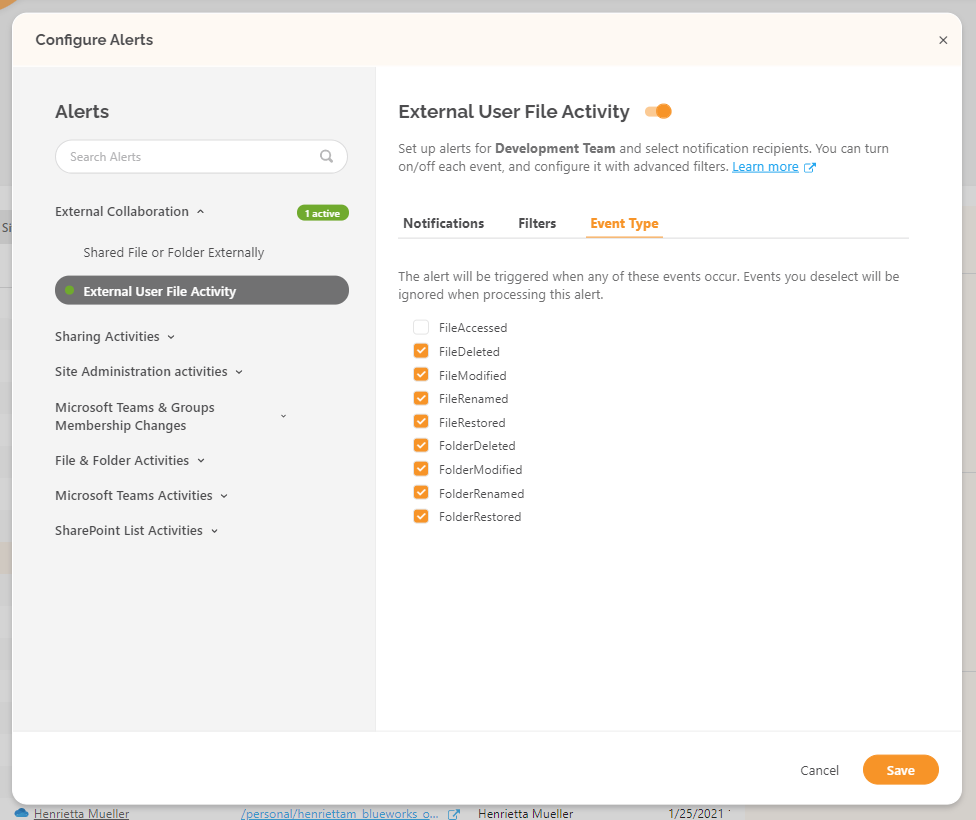 Configure Alerts
×
Alerts
Search Alerts
External Collaboration
1 active
Shared File or Folder Externally
External User File Activity
Sharing Activities
Site Administration activities
Microsoft Teams & Groups
Membership Changes
File & Folder Activities
Microsoft Teams Activities
SharePoint List Activities
External User File Activity
Set up alerts for Development Team and select notification recipients. You can turn
on/off each event, and configure it with advanced filters. Learn more
Notifications Filters Event Type
The alert will be triggered when any of these events occur. Events you deselect will be
ignored when processing this alert.
FileAccessed
FileDeleted
FileModified
FileRenamed
FileRestored
FolderDeleted
FolderModified
FolderRenamed
FolderRestored
Cancel Save
Si
Henrietta Mueller /personal/henriettam_blueworks_o... Henrietta Mueller 1/25/2021